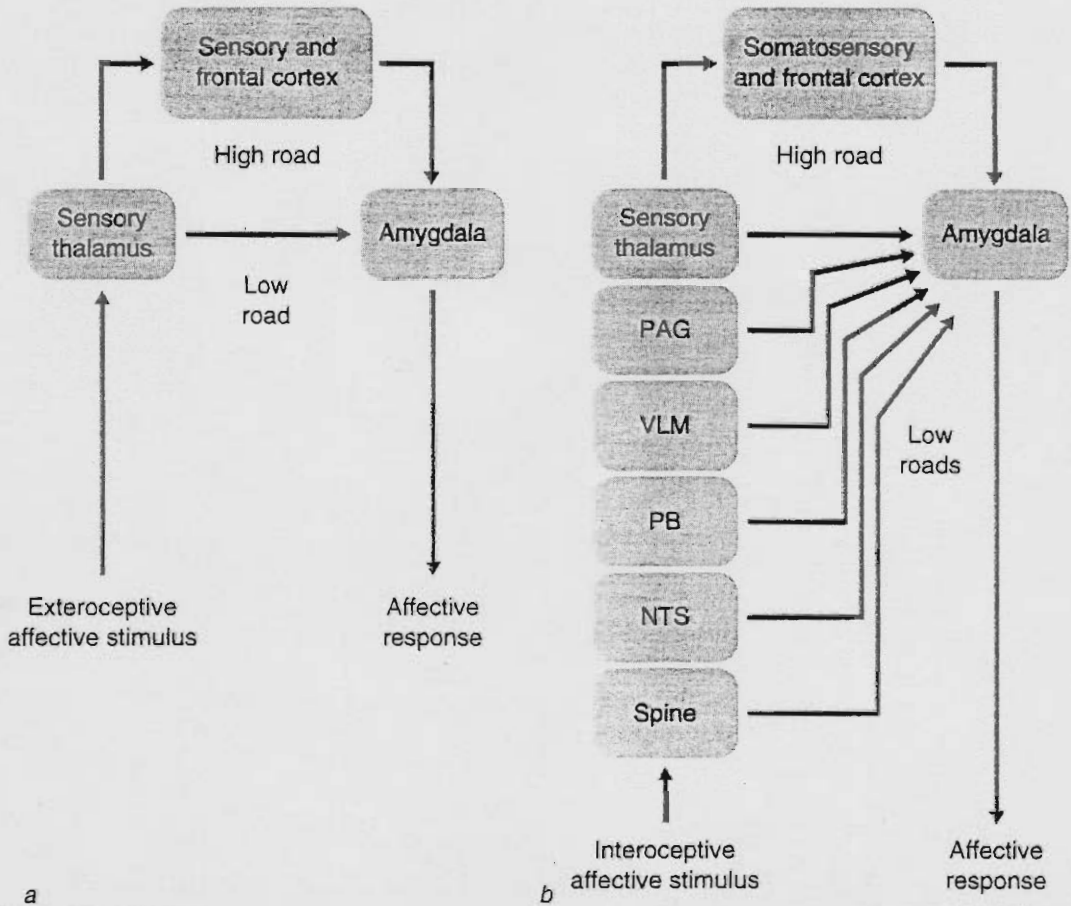 Sensory and
frontal cortex
High road
Sensory
thalamus
Amygdala
Low
road
Exteroceptive
affective stimulus
Affective
response
a
Somatosensory
and frontal cortex
High road
Sensory
thalamus
Amygdala
PAG
VLM
Low
roads
PB
NTS
Spine
Interoceptive
affective stimulus
Affective
response
b